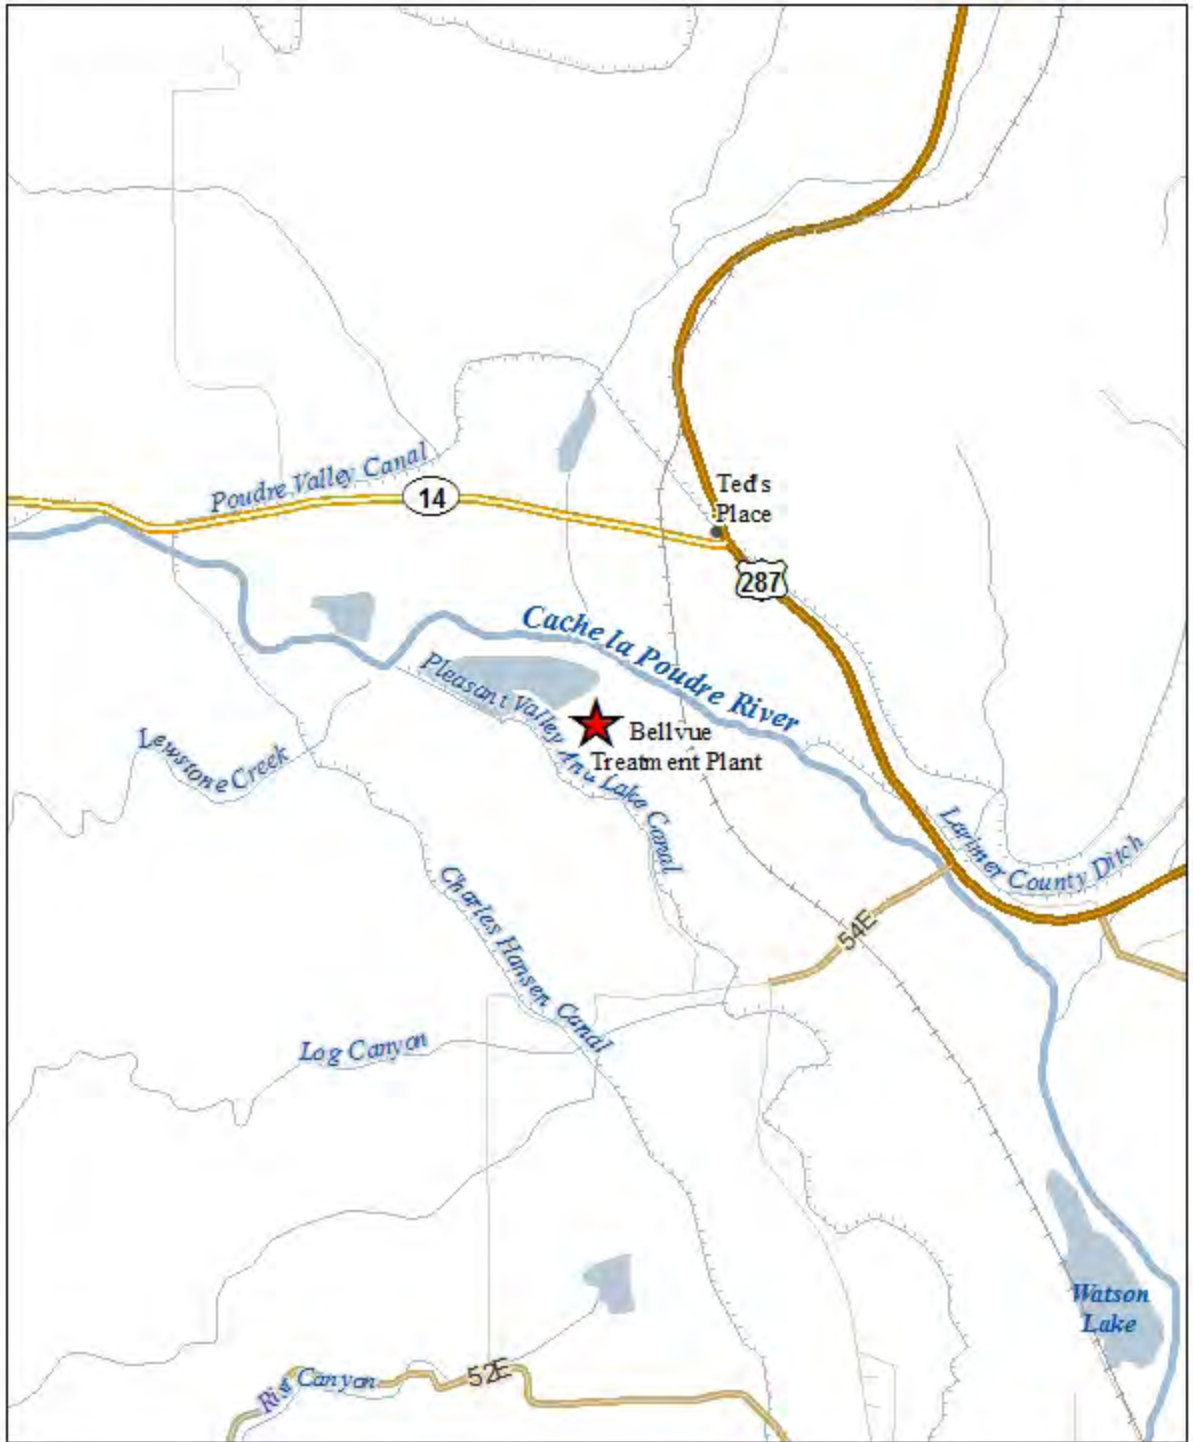 Poudre Valley Canal
14
Ted's
Place
287
Cache la Poudre River
Pleasant Valley And Lake Canal
Bellvue
Treatment Plant
Lewstone Creek
Larimer County Ditch
Charles Hansen Canal
54E
Log Canyon
Watson
Lake
52E
Rist Canyon